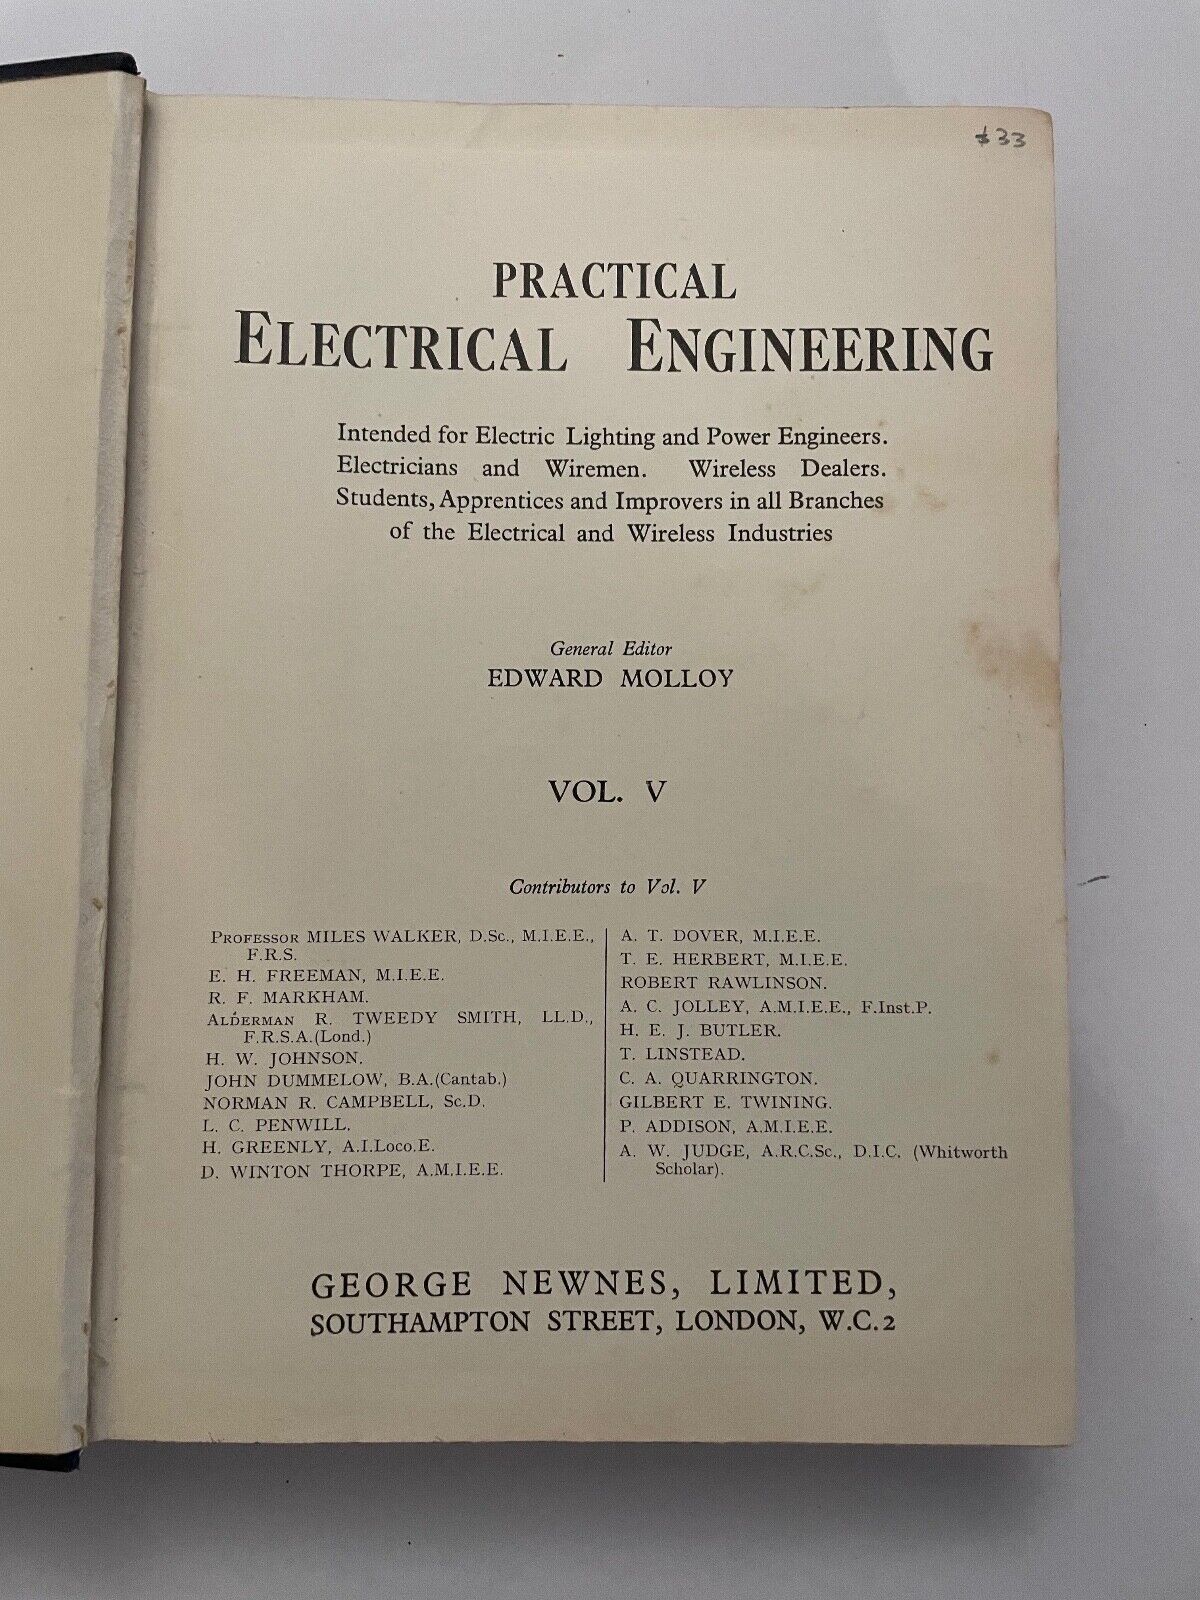 $33
PRACTICAL
ELECTRICAL ENGINEERING
Intended for Electric Lighting and Power Engineers.
Electricians and Wiremen. Wireless Dealers.
Students, Apprentices and Improvers in all Branches
of the Electrical and Wireless Industries
General Editor
EDWARD MOLLOY
VOL. V
Contributors to Vol. V
PROFESSOR MILES WALKER, D.Sc., M.I.E.E.,
F.R.S.
E. H. FREEMAN, M.I.E.E.
R. F. MARKHAM.
ALDERMAN R. TWEEDY SMITH, LL.D.,
F.R.S.A.(Lond.)
H. W. JOHNSON.
JOHN DUMMELOW, B.A.(Cantab.)
NORMAN R. CAMPBELL, Sc.D.
L. C. PENWILL.
H. GREENLY, A.I.Loco.E.
D. WINTON THORPE, A.M.I.E.E.
A. T. DOVER, M.I.E.E.
T. E. HERBERT, M.I.E.E.
ROBERT RAWLINSON.
A. C. JOLLEY, A.M.I.E.E., F.Inst.P.
H. E. J. BUTLER.
T. LINSTEAD.
C. A. QUARRINGTON.
GILBERT E. TWINING.
P. ADDISON, A.M.I.E.E.
A. W. JUDGE, A.R.C.Sc., D.I.C. (Whitworth
Scholar).
GEORGE NEWNES, LIMITED,
SOUTHAMPTON STREET, LONDON, W.C.2